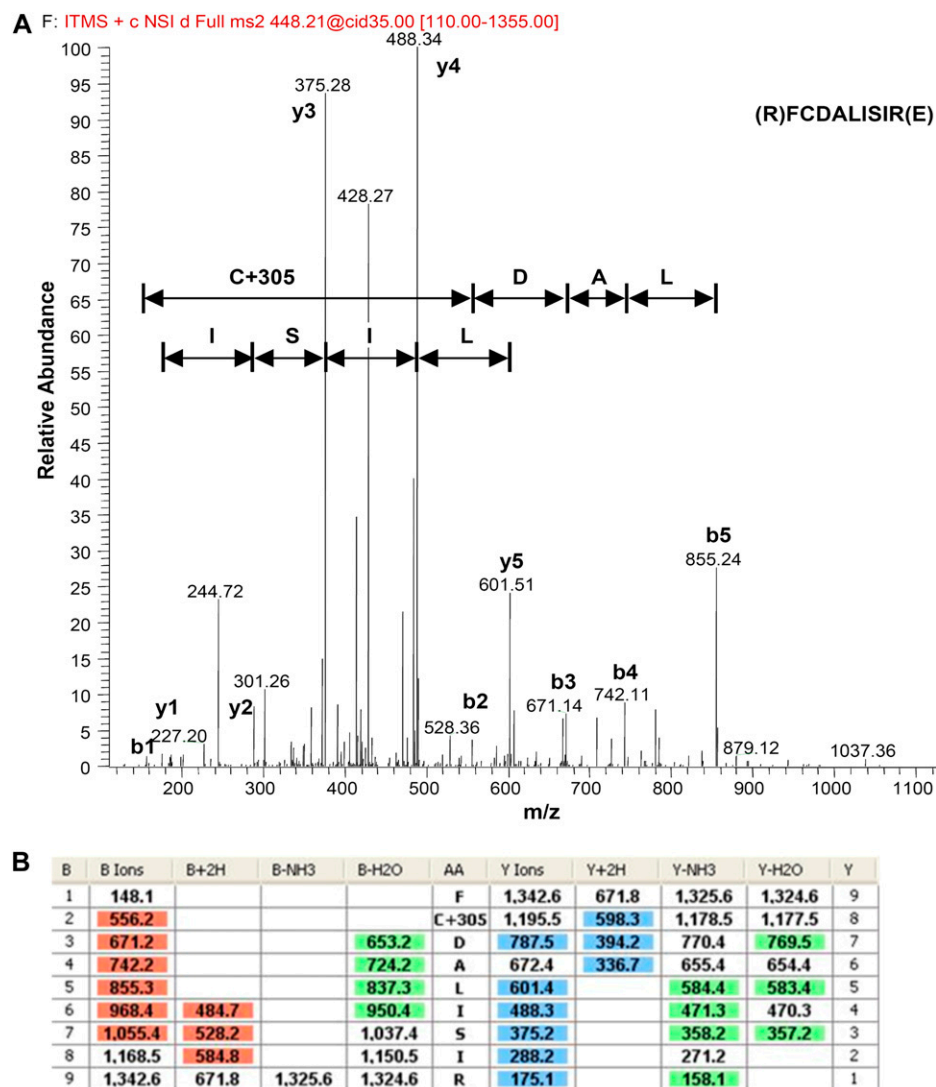 A F: ITMS + c NSI d Full ms2 448.21@cid35.00 [110.00-1355.00]
488.34
y4
375.28
y3
(R)FCDALISIR(E)
428.27
C+305 D A L
I S I L
244.72
301.26
y1
227.20
y2
b1
528.36
b2
y5
601.51
b3
671.14
b4
742.11
b5
855.24
879.12
1037.36
100
95
90
85
80
75
70
65
60
55
50
45
40
35
30
25
20
15
10
5
0
Relative Abundance
200 300 400 500 600 700 800 900 1000 1100
m/z
B
B B Ions B+2H B-NH3 B-H2O AA Y Ions Y+2H Y-NH3 Y-H2O Y
1 148.1 F 1,342.6 671.8 1,325.6 1,324.6 9
2 556.2 C+305 1,195.5 598.3 1,178.5 1,177.5 8
3 671.2 653.2 D 787.5 394.2 770.4 769.5 7
4 742.2 724.2 A 672.4 336.7 655.4 654.4 6
5 855.3 837.3 L 601.4 584.4 583.4 5
6 968.4 484.7 950.4 I 488.3 471.3 470.3 4
7 1,055.4 528.2 1,037.4 S 375.2 358.2 357.2 3
8 1,168.5 584.8 1,150.5 I 288.2 271.2 2
9 1,342.6 671.8 1,325.6 1,324.6 R 175.1 158.1 1